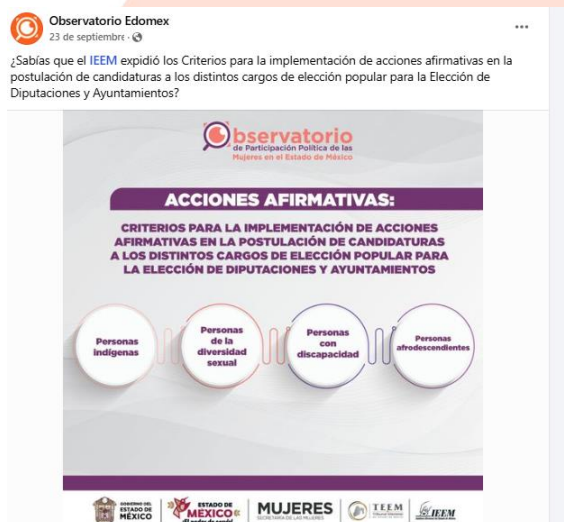 Observatorio Edomex
23 de septiembre ·
¿Sabías que el IEEM expidió los Criterios para la implementación de acciones afirmativas en la
postulación de candidaturas a los distintos cargos de elección popular para la Elección de
Diputaciones y Ayuntamientos?
Observatorio
de Participación Política de las
Mujeres en el Estado de México
ACCIONES AFIRMATIVAS:
CRITERIOS PARA LA IMPLEMENTACIÓN DE ACCIONES
AFIRMATIVAS EN LA POSTULACIÓN DE CANDIDATURAS
A LOS DISTINTOS CARGOS DE ELECCIÓN POPULAR PARA
LA ELECCIÓN DE DIPUTACIONES Y AYUNTAMIENTOS
Personas
indígenas
Personas
de la
diversidad
sexual
Personas
con
discapacidad
Personas
afrodescendientes
GOBIERNO DEL
ESTADO DE
MÉXICO
ESTADO DE
MÉXICO
¡El poder de servir!
MUJERES
SECRETARÍA DE LAS MUJERES
TEEM
IEEM